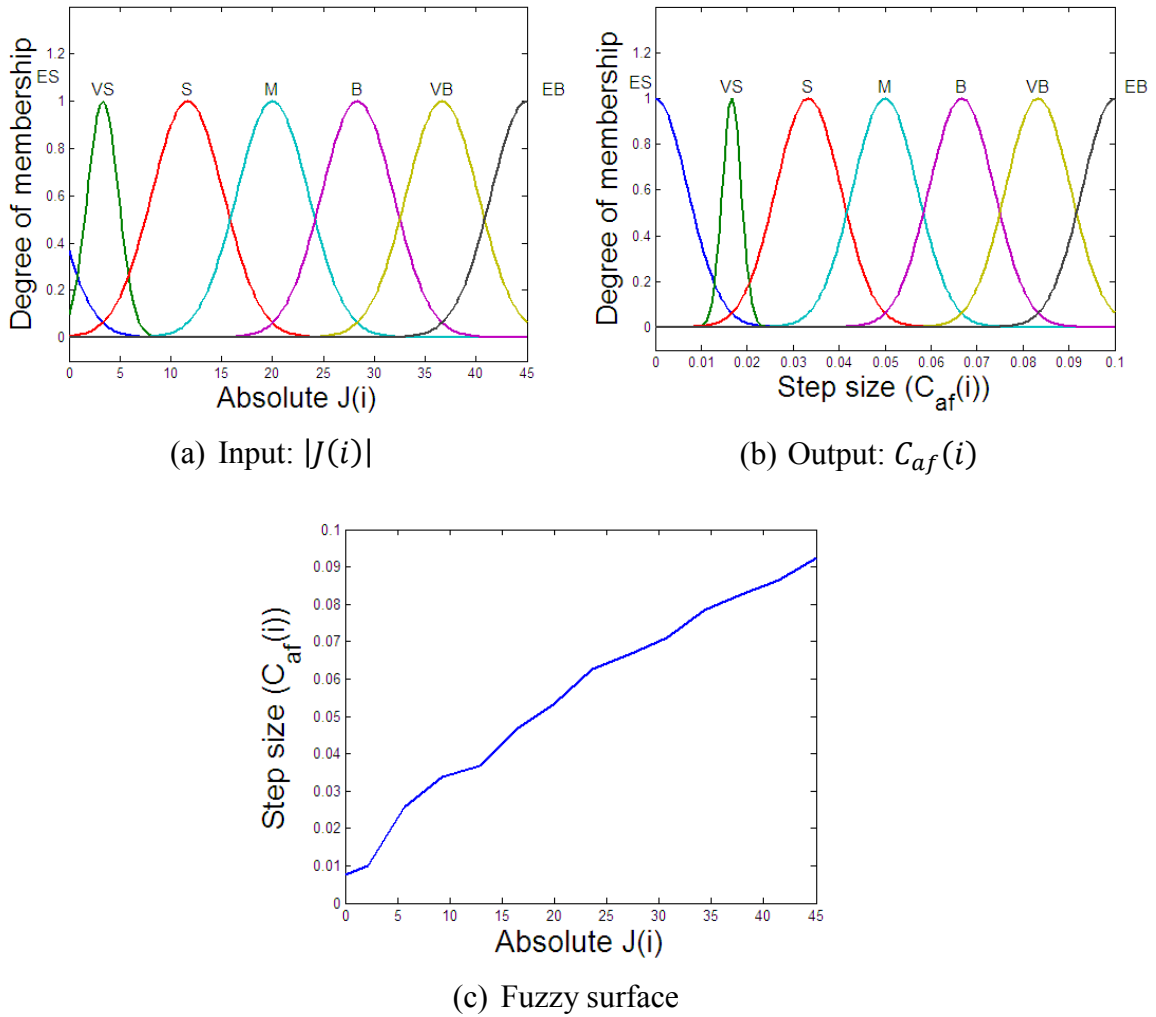 Degree of membership
1.2
1
0.8
0.6
0.4
0.2
0
ES
VS
S
M
B
VB
EB
0 5 10 15 20 25 30 35 40 45
Absolute J(i)
(a) Input: |J(i)|
Degree of membership
1.2
1
0.8
0.6
0.4
0.2
0
ES
VS
S
M
B
VB
EB
0 0.01 0.02 0.03 0.04 0.05 0.06 0.07 0.08 0.09 0.1
Step size (C_af(i))
(b) Output: C_af(i)
Step size (C_af(i))
0.1
0.09
0.08
0.07
0.06
0.05
0.04
0.03
0.02
0.01
0
0 5 10 15 20 25 30 35 40 45
Absolute J(i)
(c) Fuzzy surface